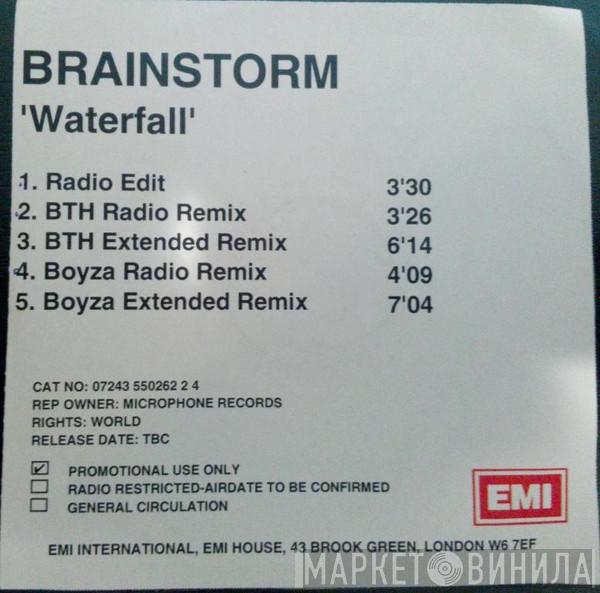 BRAINSTORM
'Waterfall'
1. Radio Edit 3'30
2. BTH Radio Remix 3'26
3. BTH Extended Remix 6'14
4. Boyza Radio Remix 4'09
5. Boyza Extended Remix 7'04
CAT NO: 07243 550262 2 4
REP OWNER: MICROPHONE RECORDS
RIGHTS: WORLD
RELEASE DATE: TBC
PROMOTIONAL USE ONLY
RADIO RESTRICTED-AIRDATE TO BE CONFIRMED
GENERAL CIRCULATION
EMI
EMI INTERNATIONAL, EMI HOUSE, 43 BROOK GREEN, LONDON W6 7EF
МАРКЕТ ВИНИЛА